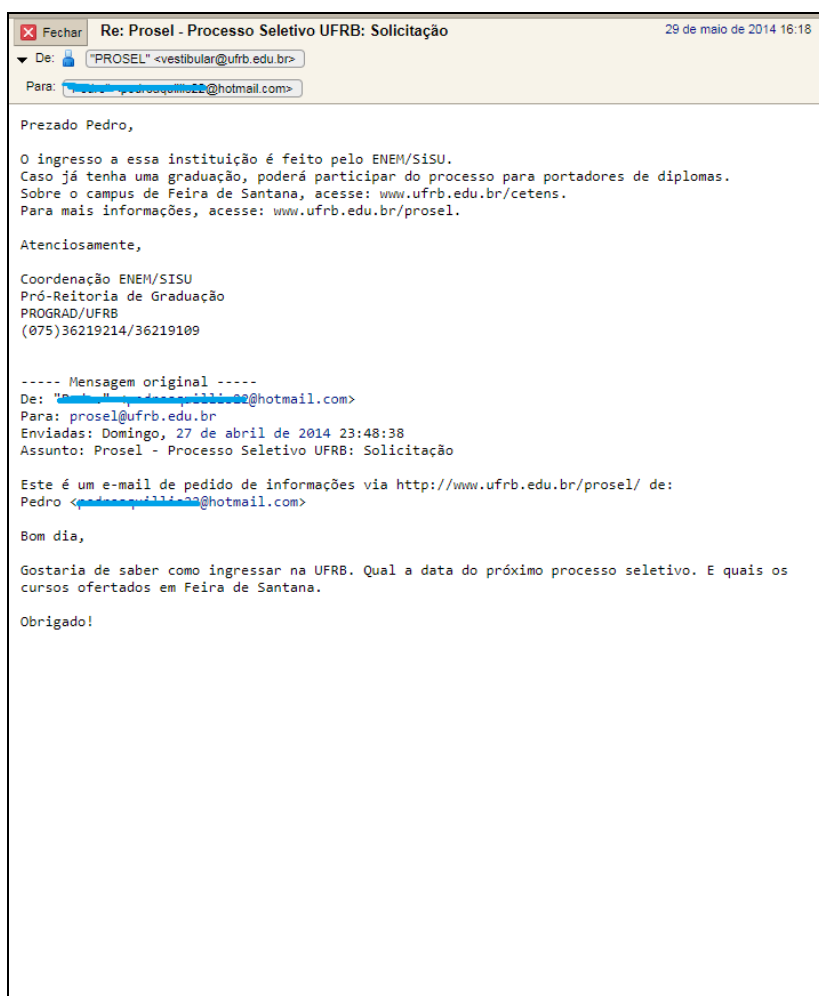 Fechar Re: Prosel - Processo Seletivo UFRB: Solicitação 29 de maio de 2014 16:18
De: "PROSEL" <vestibular@ufrb.edu.br>
Para: @hotmail.com>
Prezado Pedro,
O ingresso a essa instituição é feito pelo ENEM/SiSU.
Caso já tenha uma graduação, poderá participar do processo para portadores de diplomas.
Sobre o campus de Feira de Santana, acesse: www.ufrb.edu.br/cetens.
Para mais informações, acesse: www.ufrb.edu.br/prosel.
Atenciosamente,
Coordenação ENEM/SISU
Pró-Reitoria de Graduação
PROGRAD/UFRB
(075)36219214/36219109
----- Mensagem original -----
De: " @hotmail.com>
Para: prosel@ufrb.edu.br
Enviadas: Domingo, 27 de abril de 2014 23:48:38
Assunto: Prosel - Processo Seletivo UFRB: Solicitação
Este é um e-mail de pedido de informações via http://www.ufrb.edu.br/prosel/ de:
Pedro < @hotmail.com>
Bom dia,
Gostaria de saber como ingressar na UFRB. Qual a data do próximo processo seletivo. E quais os
cursos ofertados em Feira de Santana.
Obrigado!